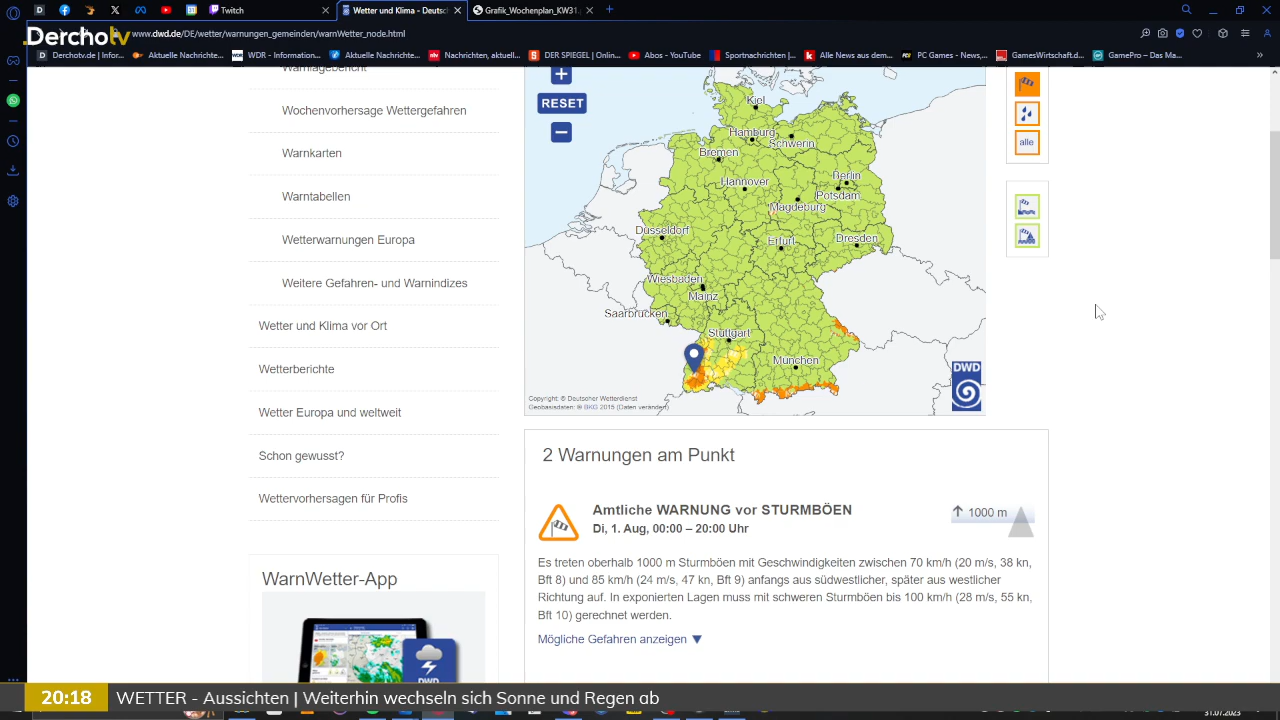 Twitch
Wetter und Klima - Deutsch
Grafik_Wochenplan_KW31.
Derchotv
www.dwd.de/DE/wetter/warnungen_gemeinden/warnWetter_node.html
Derchotv.de | Infor...
Aktuelle Nachrichte...
WDR - Information...
Aktuelle Nachrichte...
Nachrichten, aktuell...
DER SPIEGEL | Onlin...
Abos - YouTube
Sportnachrichten |...
Alle News aus dem...
PC Games - News,...
GamesWirtschaft.d...
GamePro - Das Ma...
Warnlagebericht
Wochenvorhersage Wettergefahren
Warnkarten
Warntabellen
Wetterwarnungen Europa
Weitere Gefahren- und Warnindizes
Wetter und Klima vor Ort
Wetterberichte
Wetter Europa und weltweit
Schon gewusst?
Wettervorhersagen für Profis
WarnWetter-App
DWD
+
RESET
−
Kiel
Hamburg
Schwerin
Bremen
Hannover
Berlin
Potsdam
Magdeburg
Düsseldorf
Erfurt
Dresden
Wiesbaden
Mainz
Saarbrücken
Stuttgart
München
DWD
Copyright: © Deutscher Wetterdienst
Geobasisdaten: © BKG 2015 (Daten verändert)
alle
2 Warnungen am Punkt
Amtliche WARNUNG vor STURMBÖEN
Di, 1. Aug, 00:00 – 20:00 Uhr
1000 m
Es treten oberhalb 1000 m Sturmböen mit Geschwindigkeiten zwischen 70 km/h (20 m/s, 38 kn,
Bft 8) und 85 km/h (24 m/s, 47 kn, Bft 9) anfangs aus südwestlicher, später aus westlicher
Richtung auf. In exponierten Lagen muss mit schweren Sturmböen bis 100 km/h (28 m/s, 55 kn,
Bft 10) gerechnet werden.
Mögliche Gefahren anzeigen
20:18 WETTER - Aussichten | Weiterhin wechseln sich Sonne und Regen ab
31.07.2023